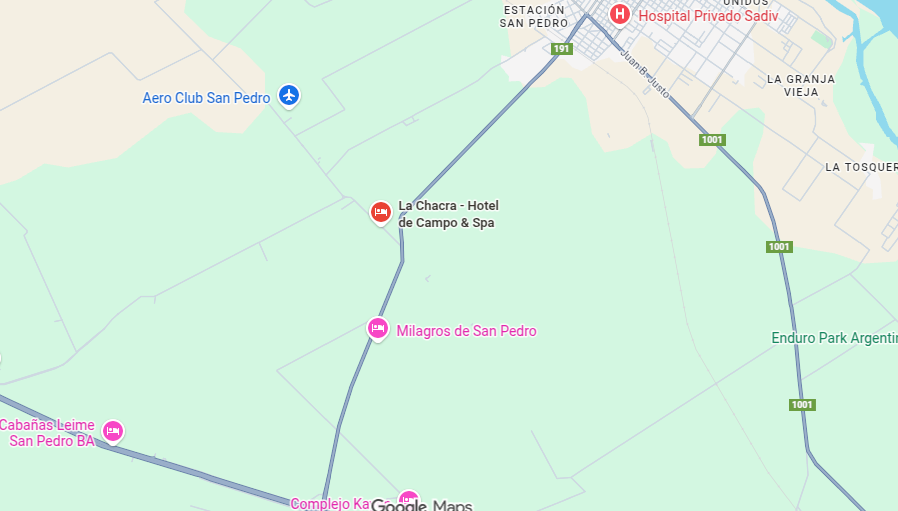 UNIDOS
ESTACIÓN
SAN PEDRO
H
Hospital Privado Sadiv
191
Juan B. Justo
LA GRANJA
VIEJA
Aero Club San Pedro
1001
LA TOSQUER
La Chacra - Hotel
de Campo & Spa
1001
Milagros de San Pedro
Enduro Park Argentin
1001
Cabañas Leime
San Pedro BA
Complejo Ka
Google Maps